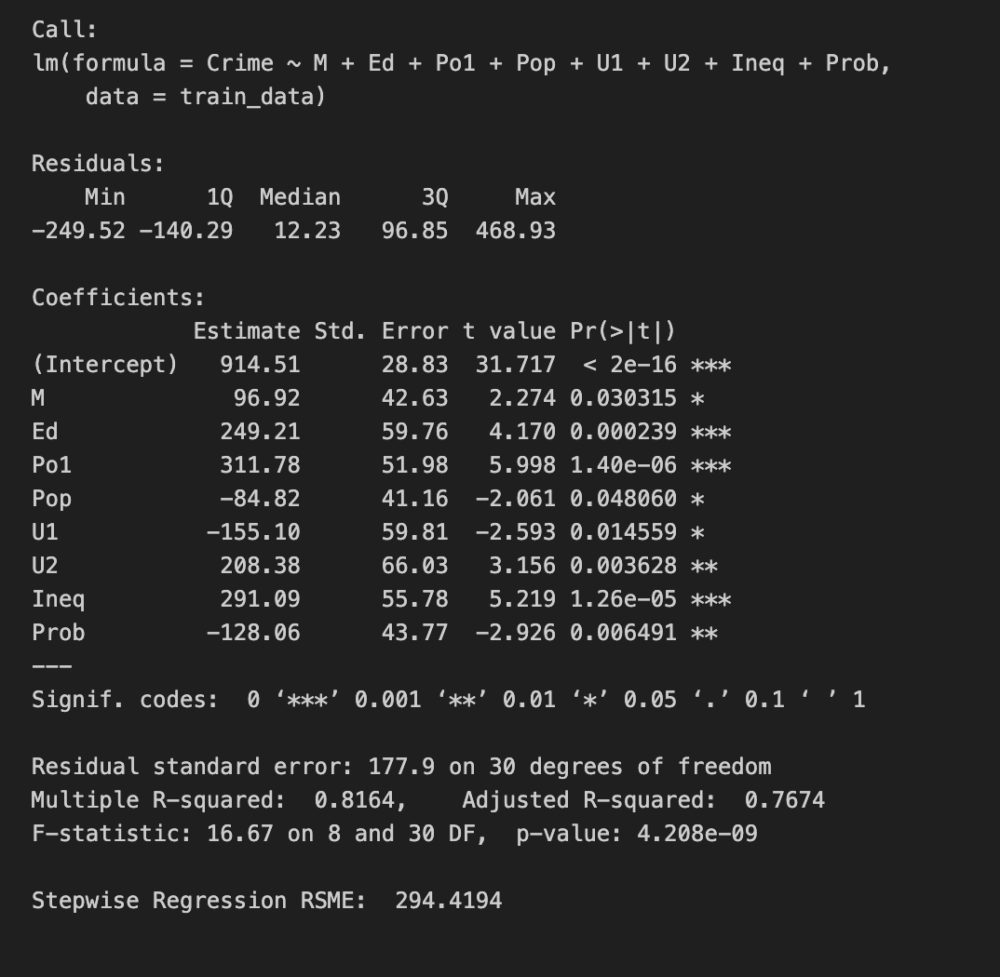 Call:
lm(formula = Crime ~ M + Ed + Po1 + Pop + U1 + U2 + Ineq + Prob,
    data = train_data)

Residuals:
    Min      1Q  Median      3Q     Max
-249.52 -140.29   12.23   96.85  468.93

Coefficients:
            Estimate Std. Error t value Pr(>|t|)
(Intercept)   914.51      28.83  31.717  < 2e-16 ***
M              96.92      42.63   2.274 0.030315 *
Ed            249.21      59.76   4.170 0.000239 ***
Po1           311.78      51.98   5.998 1.40e-06 ***
Pop           -84.82      41.16  -2.061 0.048060 *
U1           -155.10      59.81  -2.593 0.014559 *
U2            208.38      66.03   3.156 0.003628 **
Ineq          291.09      55.78   5.219 1.26e-05 ***
Prob         -128.06      43.77  -2.926 0.006491 **
---
Signif. codes:  0 ‘***’ 0.001 ‘**’ 0.01 ‘*’ 0.05 ‘.’ 0.1 ‘ ’ 1

Residual standard error: 177.9 on 30 degrees of freedom
Multiple R-squared:  0.8164,    Adjusted R-squared:  0.7674
F-statistic: 16.67 on 8 and 30 DF,  p-value: 4.208e-09

Stepwise Regression RSME:  294.4194